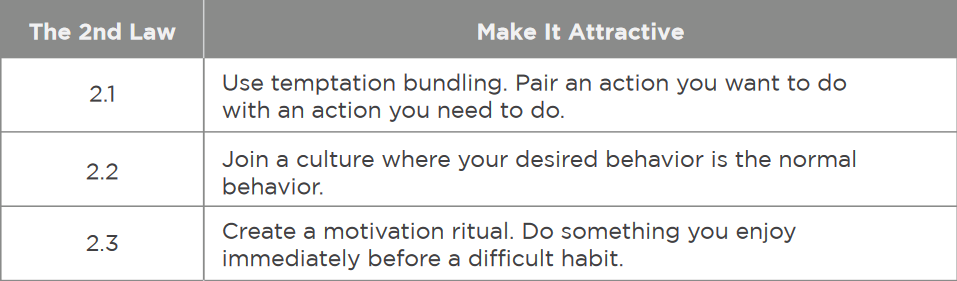 The 2nd Law
Make It Attractive
2.1
Use temptation bundling. Pair an action you want to do
with an action you need to do.
2.2
Join a culture where your desired behavior is the normal
behavior.
2.3
Create a motivation ritual. Do something you enjoy
immediately before a difficult habit.